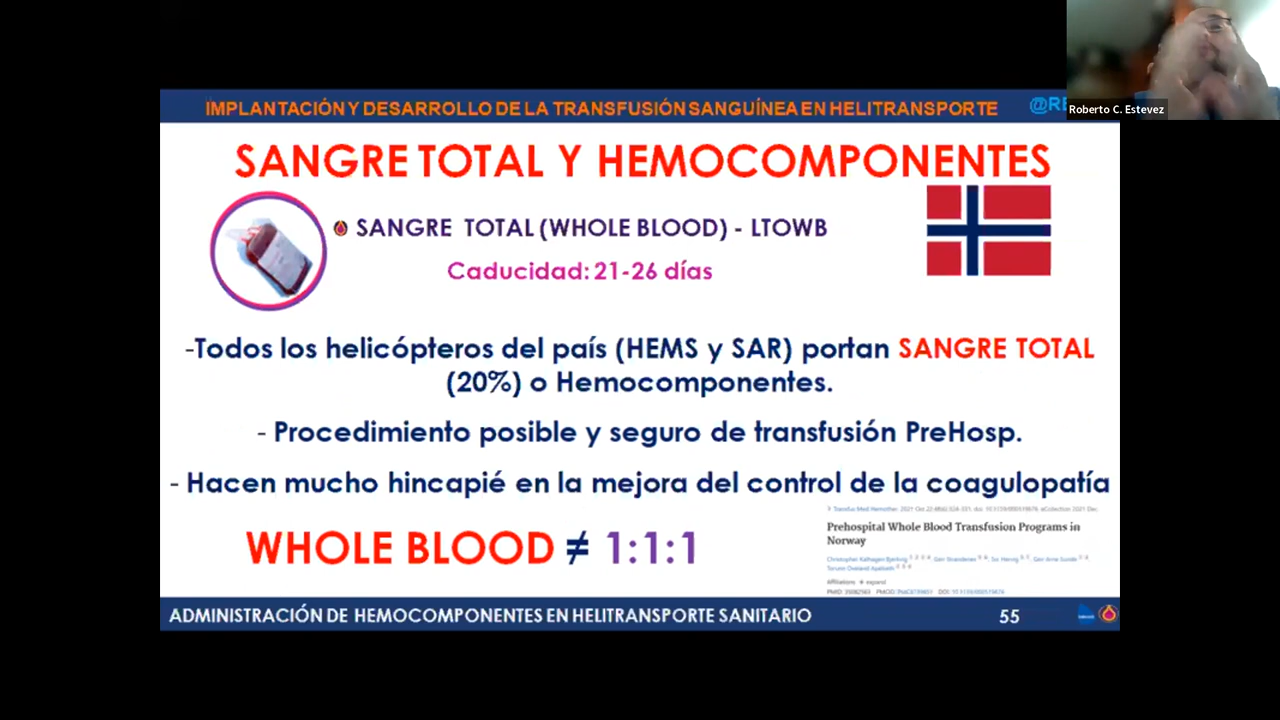 IMPLANTACIÓN Y DESARROLLO DE LA TRANSFUSIÓN SANGUÍNEA EN HELITRANSPORTE
Roberto C. Estevez
SANGRE TOTAL Y HEMOCOMPONENTES
SANGRE TOTAL (WHOLE BLOOD) - LTOWB
Caducidad: 21-26 días
-Todos los helicópteros del país (HEMS y SAR) portan SANGRE TOTAL
(20%) o Hemocomponentes.
- Procedimiento posible y seguro de transfusión PreHosp.
- Hacen mucho hincapié en la mejora del control de la coagulopatía
WHOLE BLOOD ≠ 1:1:1
Prehospital Whole Blood Transfusion Programs in
Norway
ADMINISTRACIÓN DE HEMOCOMPONENTES EN HELITRANSPORTE SANITARIO
55